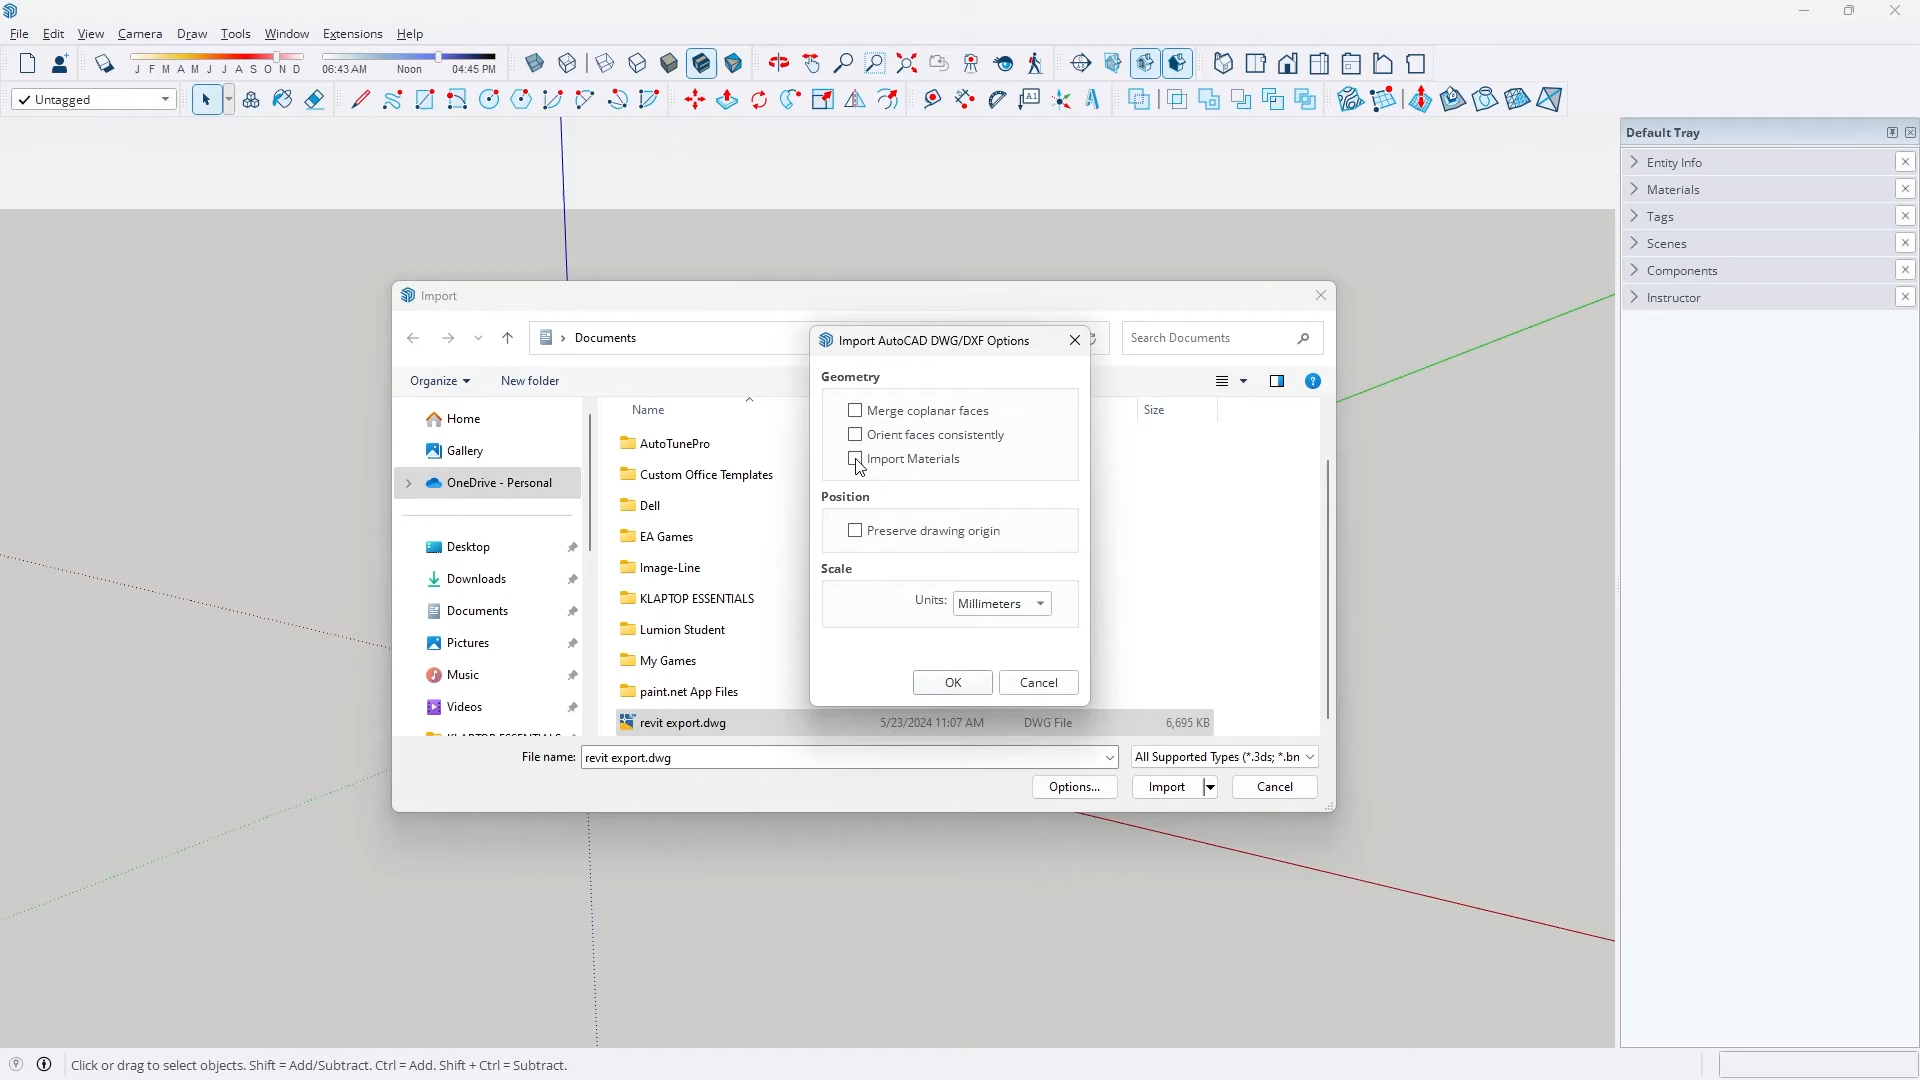 File Edit View Camera Draw Tools Window Extensions Help
J F M A M J J A S O N D 06:43 AM Noon 04:45 PM
Untagged
Default Tray
Entity Info
Materials
Tags
Scenes
Components
Instructor
Import
Documents
Search Documents
Organize New folder
Home
Gallery
OneDrive - Personal
Desktop
Downloads
Documents
Pictures
Music
Videos
Name Size
AutoTunePro
Custom Office Templates
Dell
EA Games
Image-Line
KLAPTOP ESSENTIALS
Lumion Student
My Games
paint.net App Files
revit export.dwg 5/23/2024 11:07 AM DWG File 6,695 KB
Import AutoCAD DWG/DXF Options
Geometry
Merge coplanar faces
Orient faces consistently
Import Materials
Position
Preserve drawing origin
Scale
Units: Millimeters
OK Cancel
File name: revit export.dwg All Supported Types (*.3ds; *.bn
Options... Import Cancel
Click or drag to select objects. Shift = Add/Subtract. Ctrl = Add. Shift + Ctrl = Subtract.